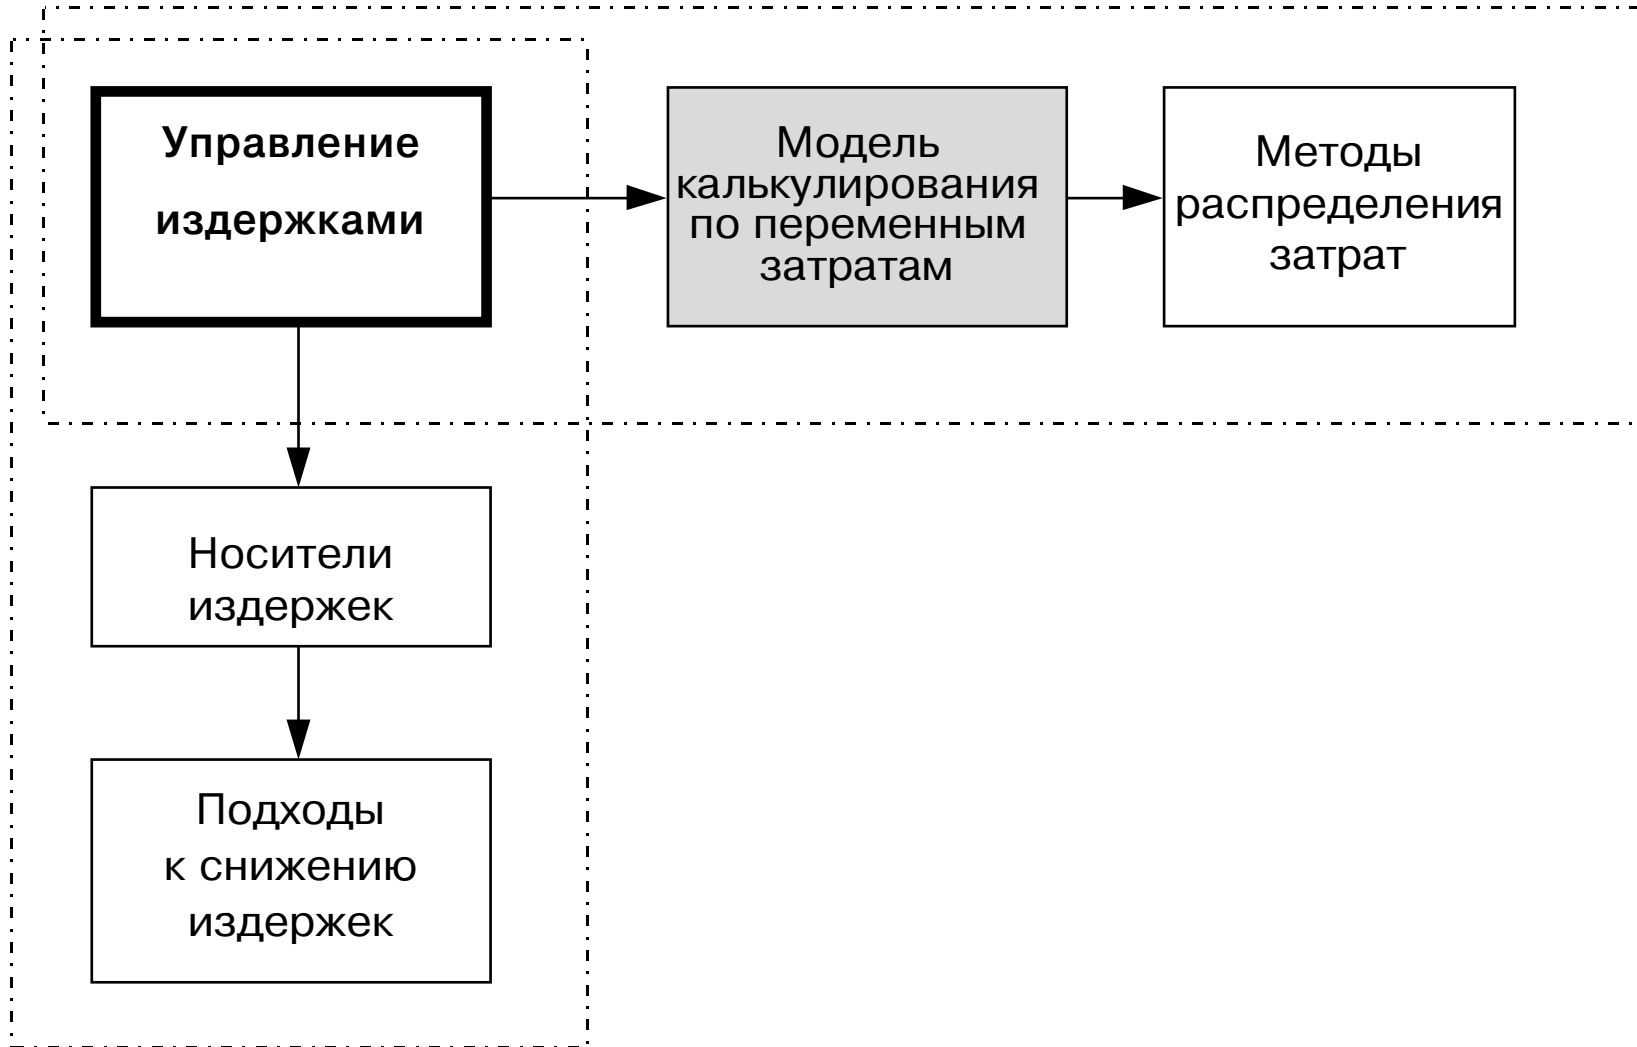 Управление
издержками
Модель
калькулирования
по переменным
затратам
Методы
распределения
затрат
Носители
издержек
Подходы
к снижению
издержек